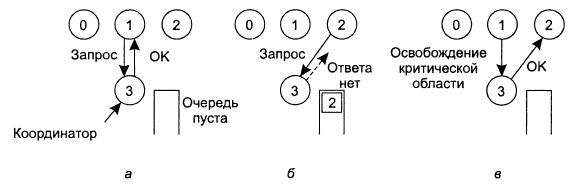 0 1 2
Запрос OK
3
Координатор
Очередь
пуста
а
0 1 2
Запрос
Ответа
нет
3
2
б
0 1 2
Освобождение
критической
области
OK
3
в